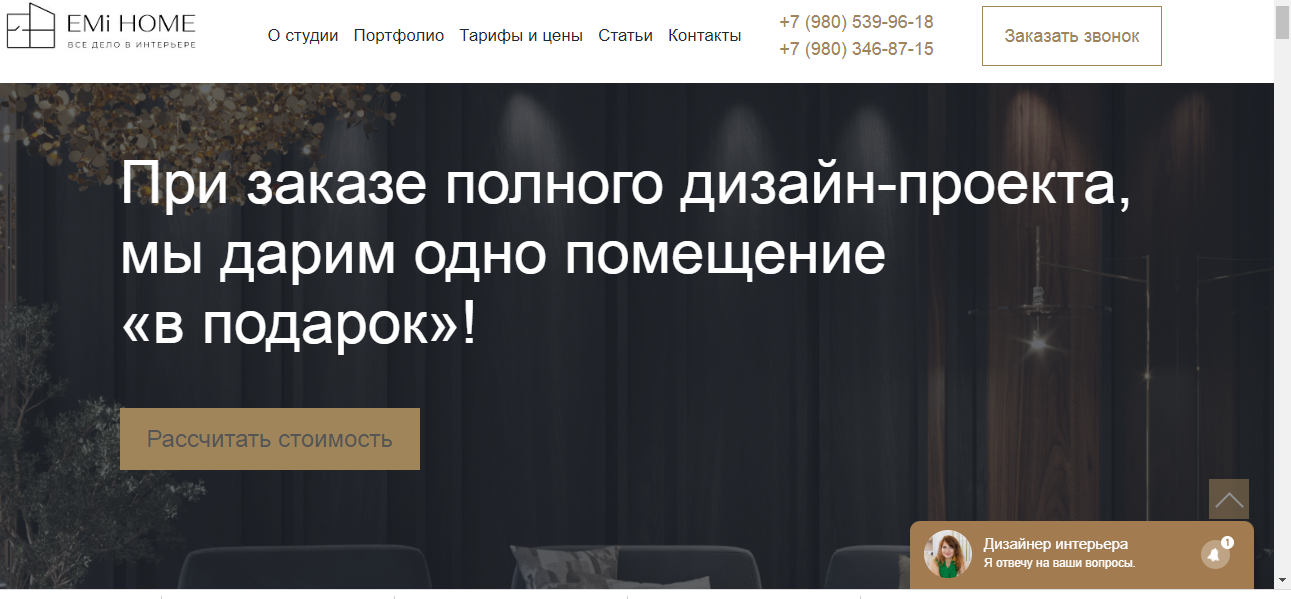 EMi HOME
ВСЕ ДЕЛО В ИНТЕРЬЕРЕ
О студии Портфолио Тарифы и цены Статьи Контакты
+7 (980) 539-96-18
+7 (980) 346-87-15
Заказать звонок
При заказе полного дизайн-проекта,
мы дарим одно помещение
«в подарок»!
Рассчитать стоимость
Дизайнер интерьера
Я отвечу на ваши вопросы.
1